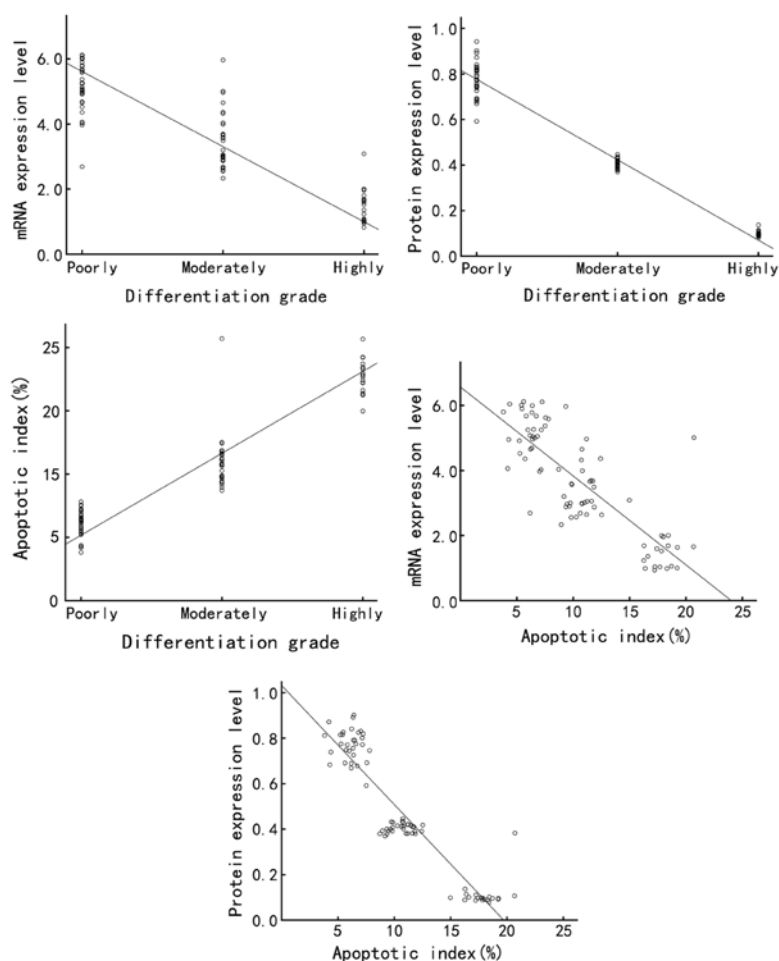 mRNA expression level
6.0
4.0
2.0
0.0
Poorly Moderately Highly
Differentiation grade
Protein expression level
1.0
0.8
0.6
0.4
0.2
0.0
Poorly Moderately Highly
Differentiation grade
Apoptotic index(%)
25
20
15
5
0
Poorly Moderately Highly
Differentiation grade
mRNA expression level
6.0
4.0
2.0
0.0
5 10 15 20 25
Apoptotic index(%)
Protein expression level
1.0
0.8
0.6
0.4
0.2
0.0
5 10 15 20 25
Apoptotic index(%)